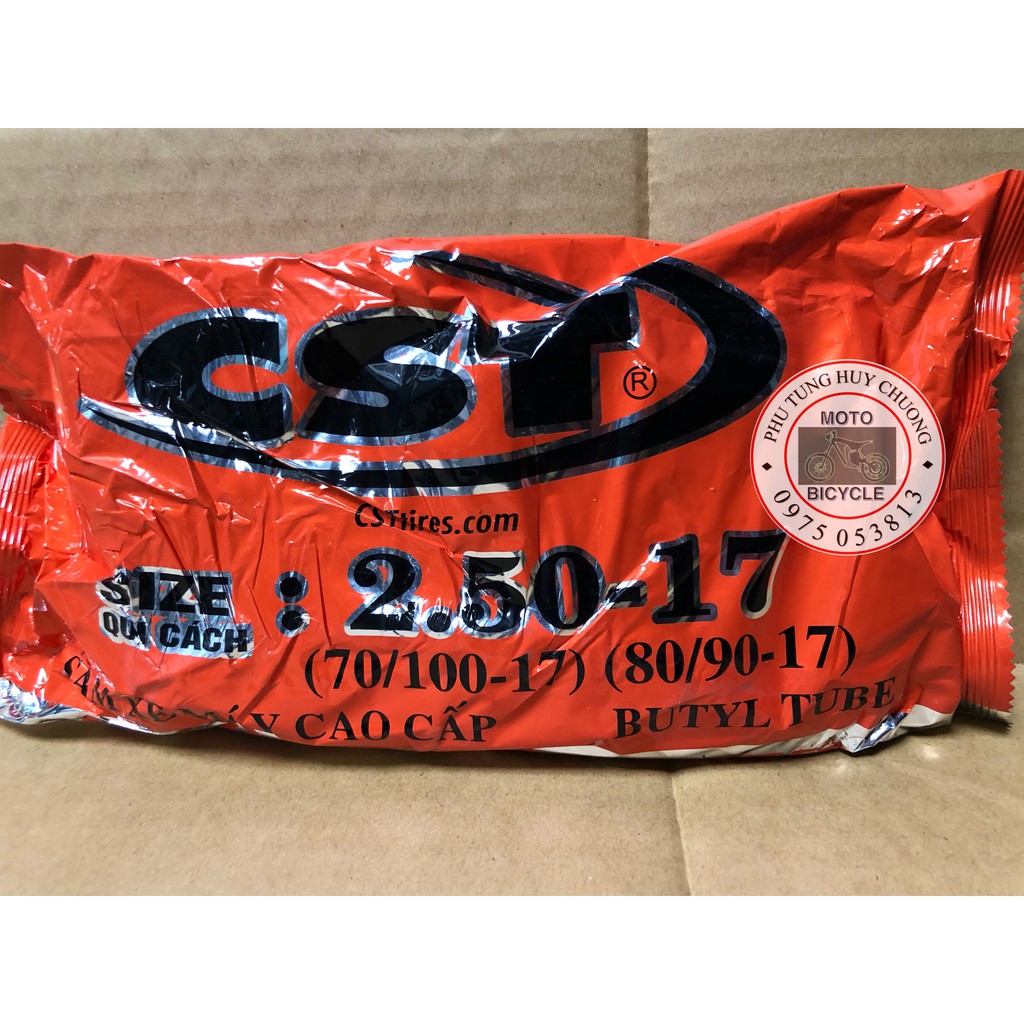 CST®
CSTtires.com
SIZE : 2.50-17
QUI CÁCH
(70/100-17) (80/90-17)
CAO CẤP BUTYL TUBE
PHU TUNG HUY CHUONG
MOTO
BICYCLE
0975 053813